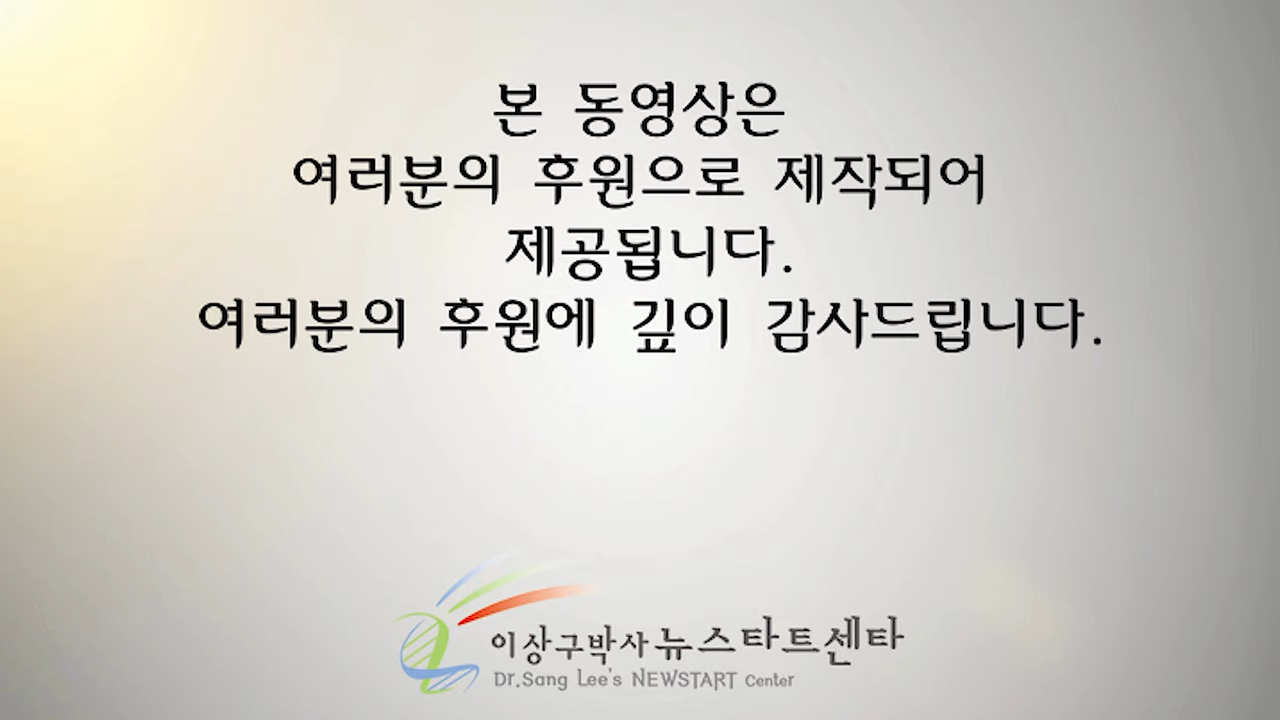 본 동영상은
여러분의 후원으로 제작되어
제공됩니다.
여러분의 후원에 깊이 감사드립니다.
이상구박사 뉴스타트센타
Dr.Sang Lee's NEWSTART Center